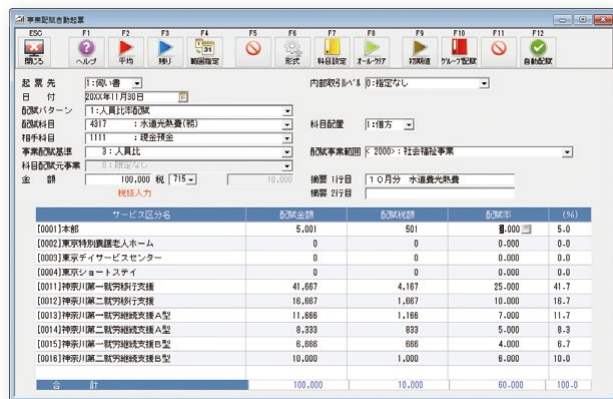 事業配賦自動起票
ESC F1 F2 F3 F4 F5 F6 F7 F8 F9 F10 F11 F12
閉じる ヘルプ 平均 残り 範囲指定 形式 科目設定 オールクリア 初期値 グループ配賦 自動配賦
起票先 1:伺い書 内部取引レベル 0:指定なし
日付 20XX年11月30日
配賦パターン 1:人員比率配賦
配賦科目 4317 :水道光熱費(務) 科目配置 1:借方
相手科目 1111 :現金預金
事業配賦基準 3:人員比 配賦事業範囲 < 2000>:社会福祉事業
科目配賦元事業 0:限定なし
金額 100,000 税 715 10,000 摘要 1行目 10月分 水道費光熱費
税抜入力 摘要 2行目
サービス区分名 配賦金額 配賦税額 配賦率 (%)
[0001]本部 5,001 501 3.000 5.0
[0002]東京特別養護老人ホーム 0 0 0.000 0.0
[0003]東京デイサービスセンター 0 0 0.000 0.0
[0004]東京ショートステイ 0 0 0.000 0.0
[0011]神奈川第一就労移行支援 41,667 4,167 25.000 41.7
[0012]神奈川第二就労移行支援 16,667 1,667 10.000 16.7
[0013]神奈川第一就労継続支援A型 11,666 1,166 7.000 11.7
[0014]神奈川第二就労継続支援A型 8,333 833 5.000 8.3
[0015]神奈川第一就労継続支援B型 6,666 666 4.000 6.7
[0016]神奈川第二就労継続支援B型 10,000 1,000 6.000 10.0
合計 100,000 10,000 60.000 100.0